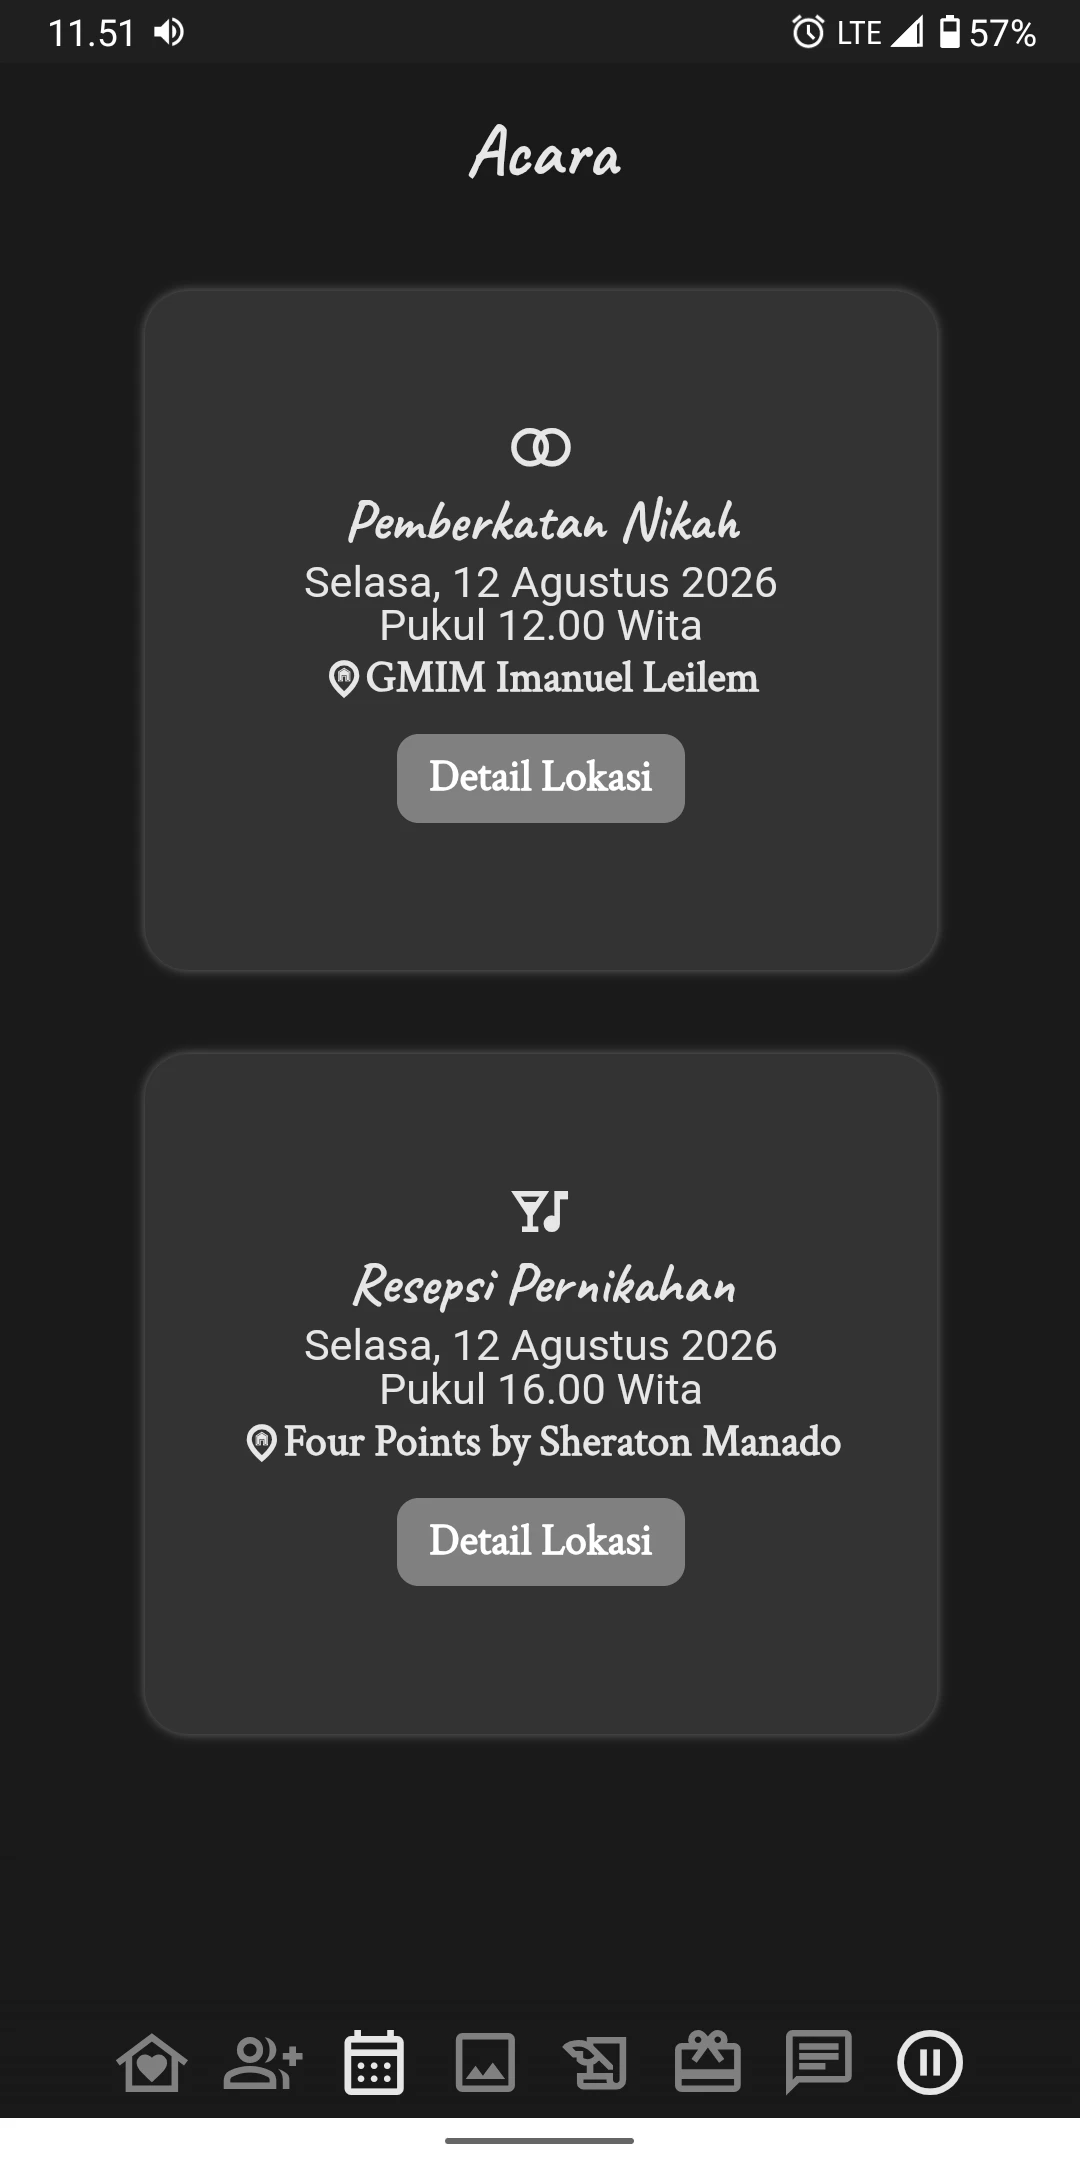 11.51
LTE 57%
Acara
Pemberkatan Nikah
Selasa, 12 Agustus 2026
Pukul 12.00 Wita
GMIM Imanuel Leilem
Detail Lokasi
Resepsi Pernikahan
Selasa, 12 Agustus 2026
Pukul 16.00 Wita
Four Points by Sheraton Manado
Detail Lokasi